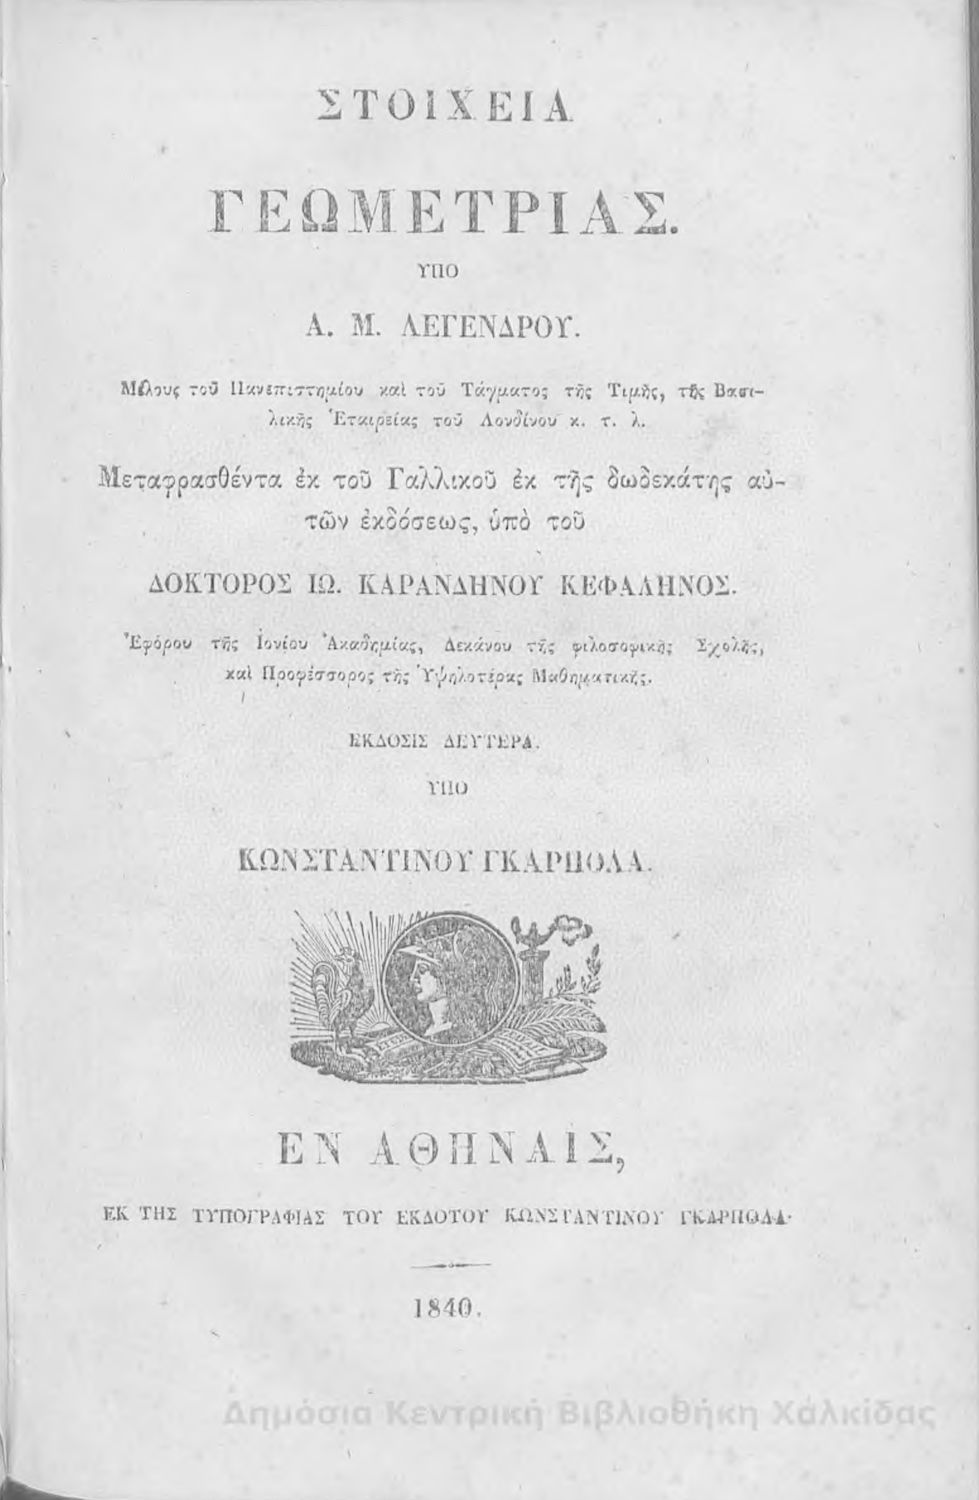 ΣΤΟΙΧΕΙΑ
ΓΕΩΜΕΤΡΙΑΣ.
ΥΠΟ
Α. Μ. ΛΕΓΕΝΔΡΟΥ.
Μέλους τοῦ Πανεπιστημίου καὶ τοῦ Τάγματος τῆς Τιμῆς, τῆς Βασι-
λικῆς Ἑταιρείας τοῦ Λονδίνου κ. τ. λ.
Μεταφρασθέντα ἐκ τοῦ Γαλλικοῦ ἐκ τῆς δωδεκάτης αὐ-
τῶν ἐκδόσεως, ὑπὸ τοῦ
ΔΟΚΤΟΡΟΣ ΙΩ. ΚΑΡΑΝΔΗΝΟΥ ΚΕΦΑΛΗΝΟΣ.
Ἐφόρου τῆς Ιονίου Ἀκαδημίας, Δεκάνου τῆς φιλοσοφικῆς Σχολῆς,
καὶ Προφέσσορος τῆς Ὑψηλοτέρας Μαθηματικῆς.
ΕΚΔΟΣΙΣ ΔΕΥΤΕΡΑ.
ΥΠΟ
ΚΩΝΣΤΑΝΤΙΝΟΥ ΓΚΑΡΠΟΛΑ.
ΕΝ ΑΘΗΝΑΙΣ,
ΕΚ ΤΗΣ ΤΥΠΟΓΡΑΦΙΑΣ ΤΟΥ ΕΚΔΟΤΟΥ ΚΩΝΣΤΑΝΤΙΝΟΥ ΓΚΑΡΠΟΛΑ·
1840.
Δημόσια Κεντρική Βιβλιοθήκη Χαλκίδας